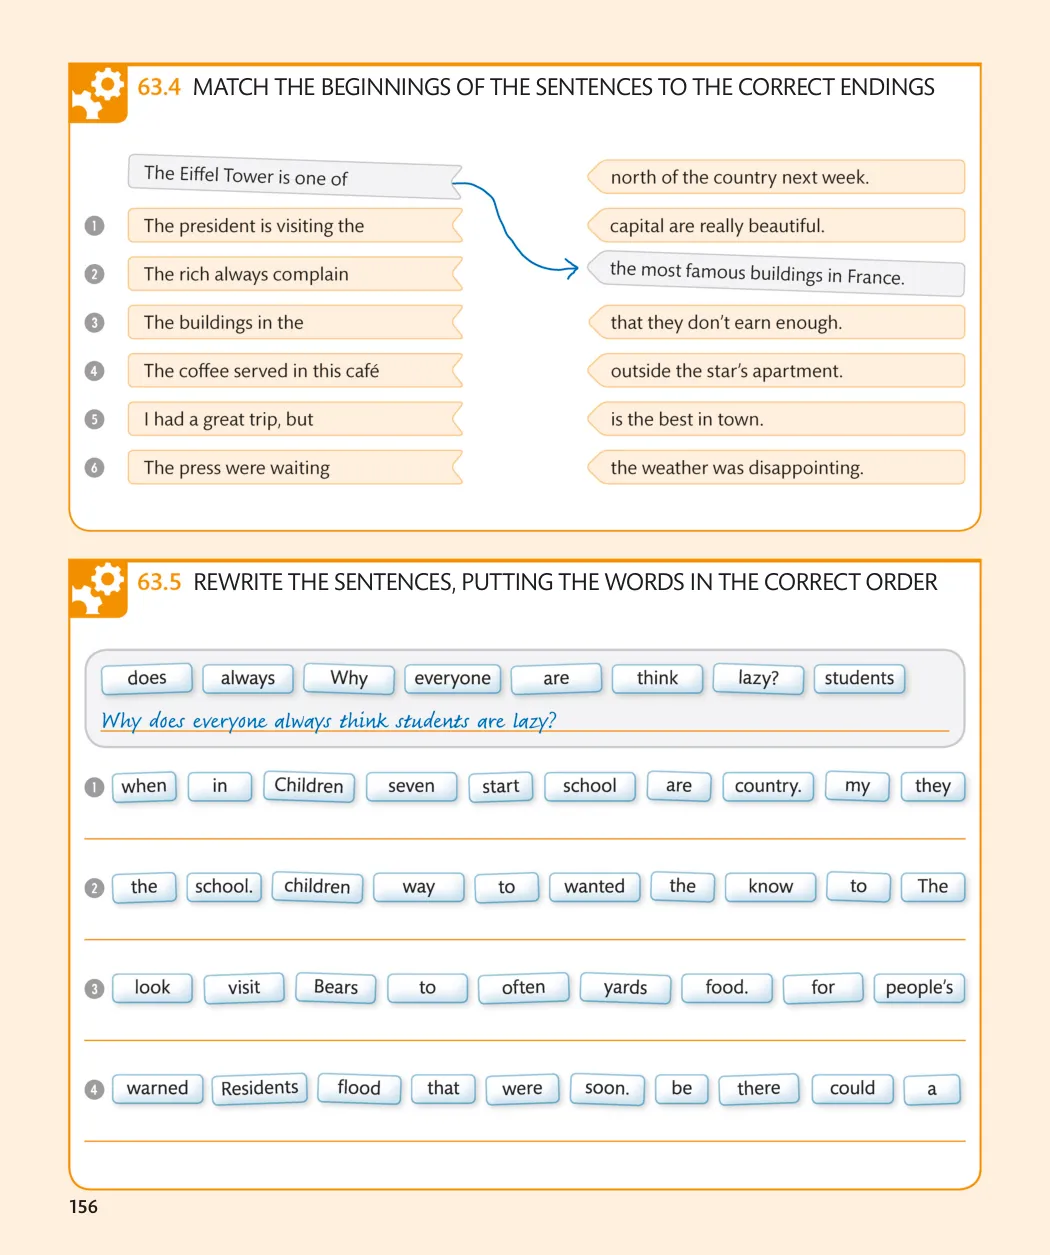 63.4 MATCH THE BEGINNINGS OF THE SENTENCES TO THE CORRECT ENDINGS
The Eiffel Tower is one of
north of the country next week.
1 The president is visiting the
capital are really beautiful.
2 The rich always complain
the most famous buildings in France.
3 The buildings in the
that they don’t earn enough.
4 The coffee served in this café
outside the star’s apartment.
5 I had a great trip, but
is the best in town.
6 The press were waiting
the weather was disappointing.
63.5 REWRITE THE SENTENCES, PUTTING THE WORDS IN THE CORRECT ORDER
does always Why everyone are think lazy? students
Why does everyone always think students are lazy?
1 when in Children seven start school are country. my they
2 the school. children way to wanted the know to The
3 look visit Bears to often yards food. for people’s
4 warned Residents flood that were soon. be there could a
156